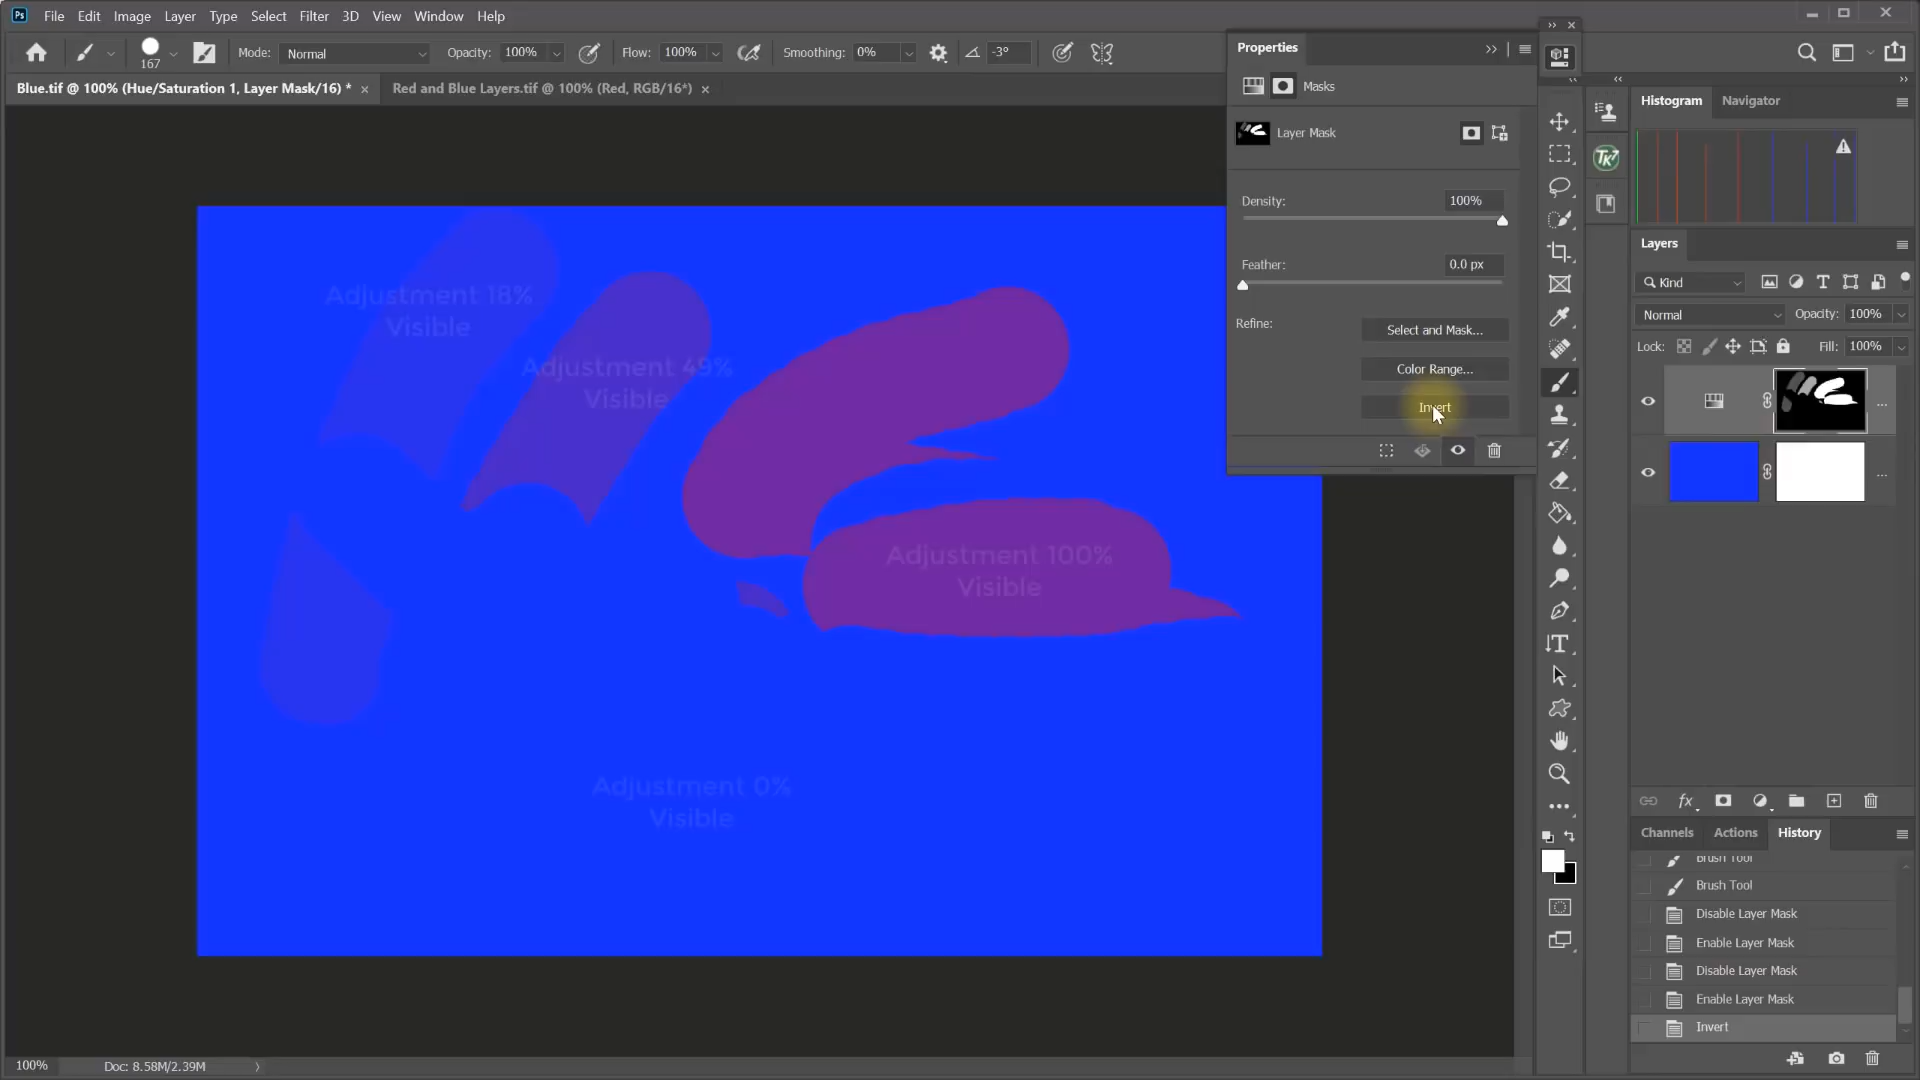 Ps File Edit Image Layer Type Select Filter 3D View Window Help
167 Mode: Normal Opacity: 100% Flow: 100% Smoothing: 0% -3°
Blue.tif @ 100% (Hue/Saturation 1, Layer Mask/16) * × Red and Blue Layers.tif @ 100% (Red, RGB/16*) ×
Properties
Masks
Layer Mask
Density: 100%
Feather: 0.0 px
Refine:
Select and Mask...
Color Range...
Invert
Adjustment 18%
Visible
Adjustment 49%
Visible
Adjustment 100%
Visible
Adjustment 0%
Visible
TK7
Histogram Navigator
Layers
Kind
Normal Opacity: 100%
Lock: Fill: 100%
fx
Channels Actions History
Brush Tool
Brush Tool
Disable Layer Mask
Enable Layer Mask
Disable Layer Mask
Enable Layer Mask
Invert
100% Doc: 8.58M/2.39M